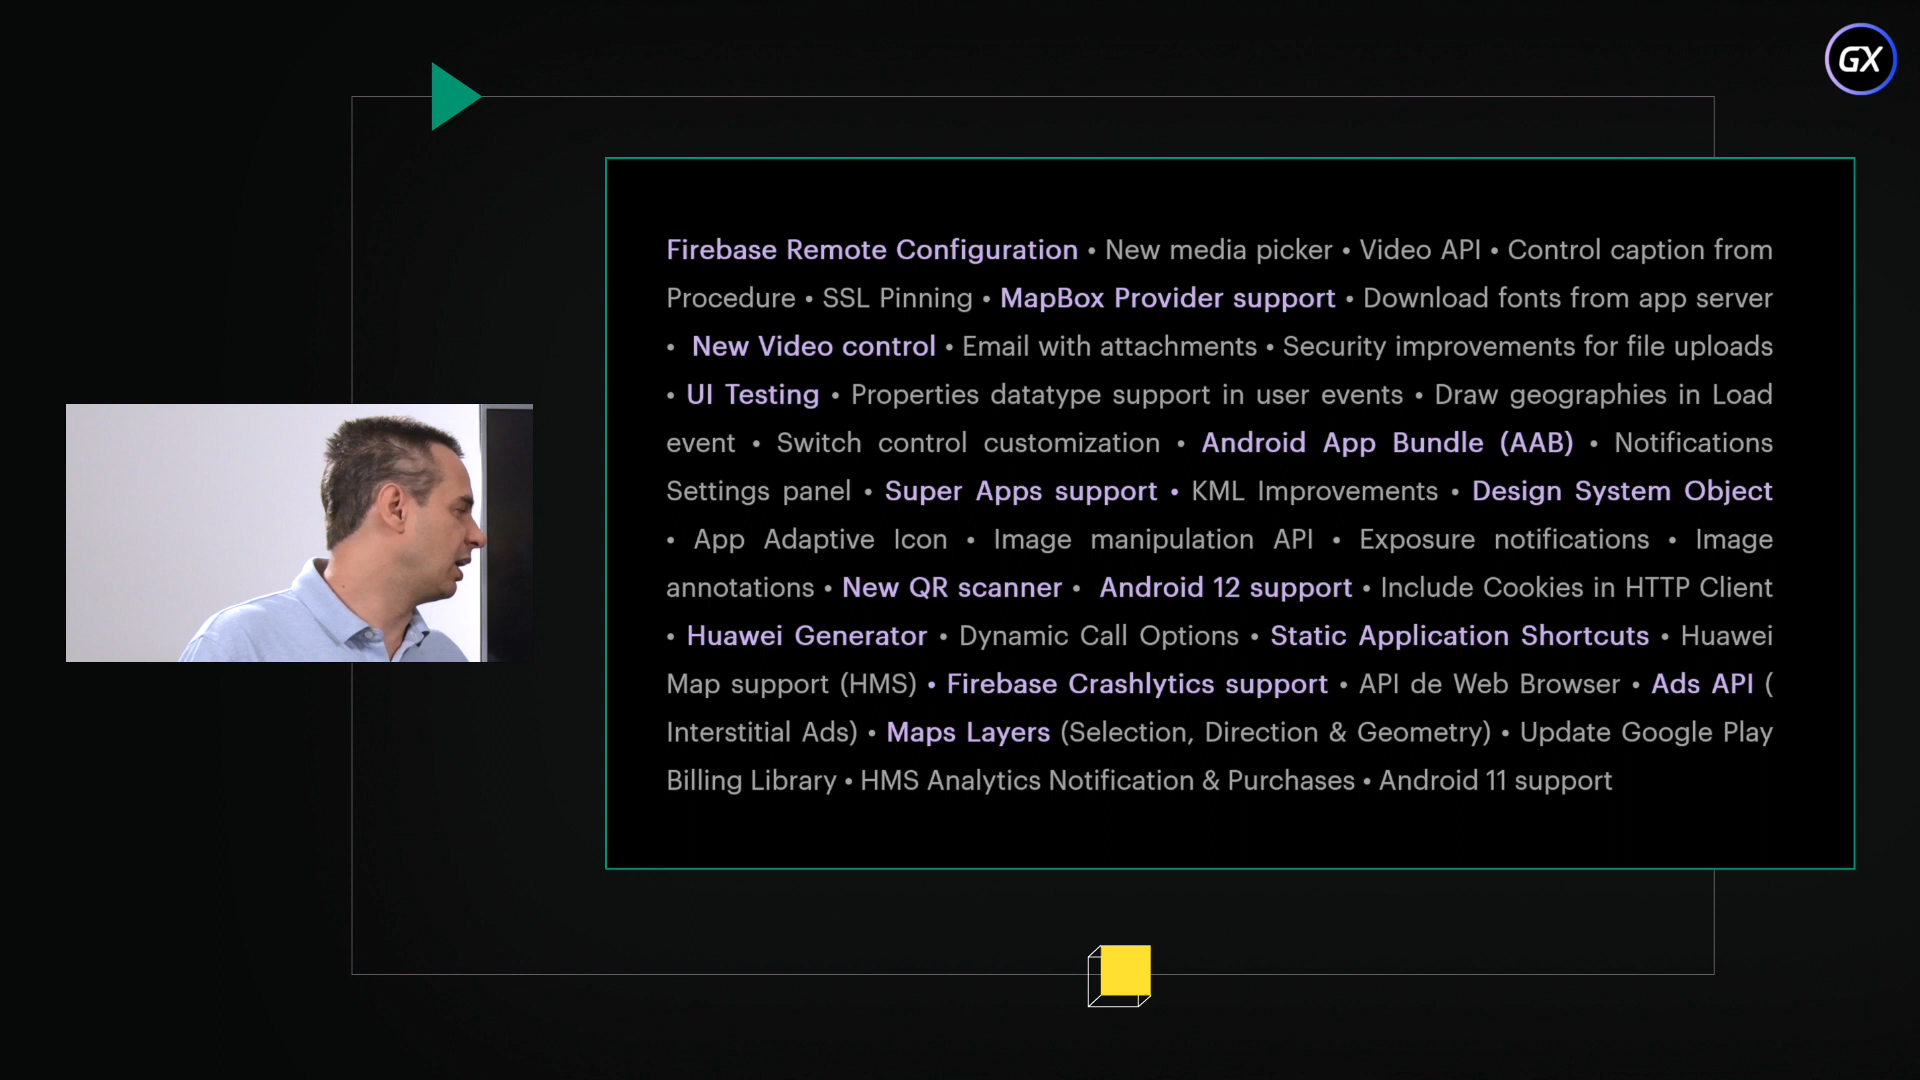 GX
Firebase Remote Configuration • New media picker • Video API • Control caption from
Procedure • SSL Pinning • MapBox Provider support • Download fonts from app server
• New Video control • Email with attachments • Security improvements for file uploads
• UI Testing • Properties datatype support in user events • Draw geographies in Load
event • Switch control customization • Android App Bundle (AAB) • Notifications
Settings panel • Super Apps support • KML Improvements • Design System Object
• App Adaptive Icon • Image manipulation API • Exposure notifications • Image
annotations • New QR scanner • Android 12 support • Include Cookies in HTTP Client
• Huawei Generator • Dynamic Call Options • Static Application Shortcuts • Huawei
Map support (HMS) • Firebase Crashlytics support • API de Web Browser • Ads API (
Interstitial Ads) • Maps Layers (Selection, Direction & Geometry) • Update Google Play
Billing Library • HMS Analytics Notification & Purchases • Android 11 support